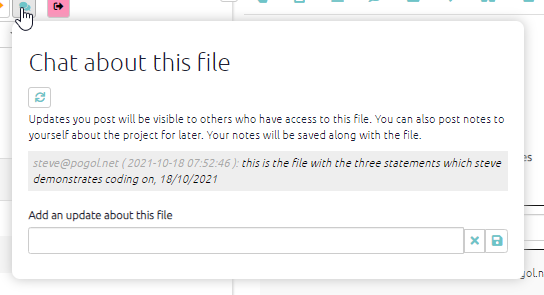 Chat about this file
Updates you post will be visible to others who have access to this file. You can also post notes to
yourself about the project for later. Your notes will be saved along with the file.
steve@pogol.net ( 2021-10-18 07:52:46 ): this is the file with the three statements which steve
demonstrates coding on, 18/10/2021
Add an update about this file